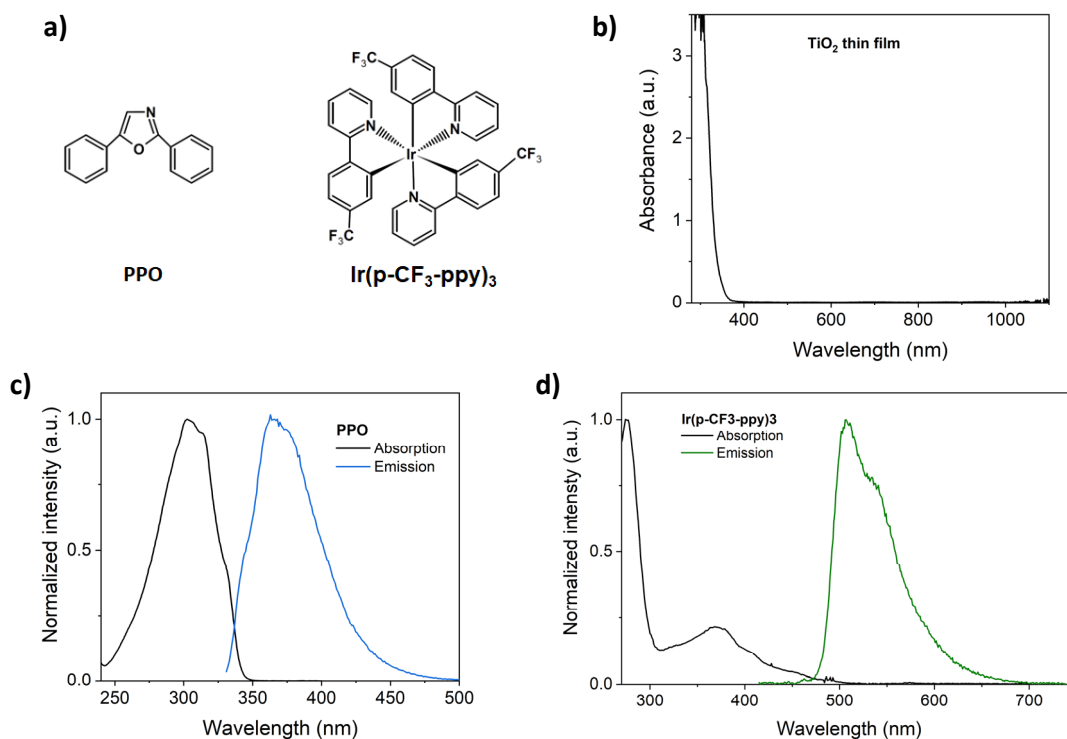 a)
F₃C
N
N
O
Ir
N
CF₃
N
F₃C
PPO
Ir(p-CF₃-ppy)₃
b)
TiO₂ thin film
Absorbance (a.u.)
3
2
1
0
400
600
800
1000
Wavelength (nm)
c)
Normalized intensity (a.u.)
1.0
0.5
0.0
PPO
Absorption
Emission
250
300
350
400
450
500
Wavelength (nm)
d)
Normalized intensty (a.u.)
1.0
0.5
0.0
Ir(p-CF3-ppy)3
Absorption
Emission
300
400
500
600
700
Wavelength (nm)